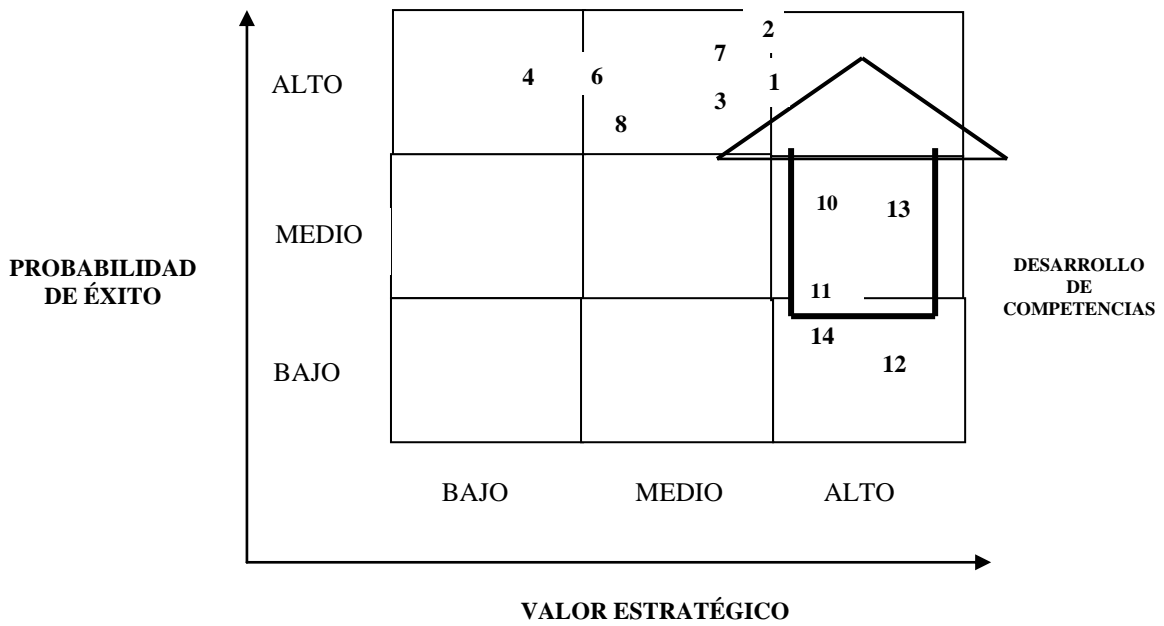 2
7
ALTO
4
6
1
3
8
10
13
MEDIO
PROBABILIDAD
DE ÉXITO
DESARROLLO
DE
COMPETENCIAS
11
14
BAJO
12
BAJO
MEDIO
ALTO
VALOR ESTRATÉGICO